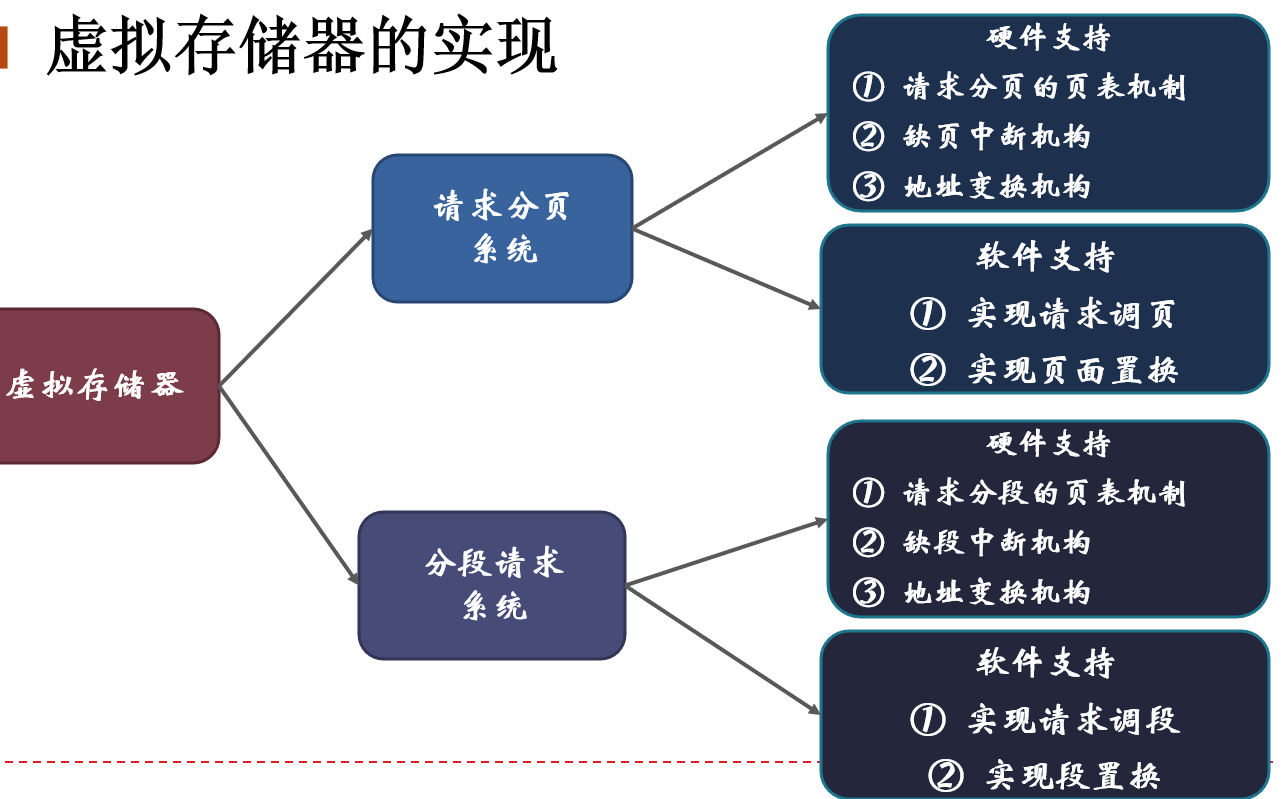 虚拟存储器的实现
虚拟存储器
请求分页
系统
分段请求
系统
硬件支持
① 请求分页的页表机制
② 缺页中断机构
③ 地址变换机构
软件支持
① 实现请求调页
② 实现页面置换
硬件支持
① 请求分段的页表机制
② 缺段中断机构
③ 地址变换机构
软件支持
① 实现请求调段
② 实现段置换